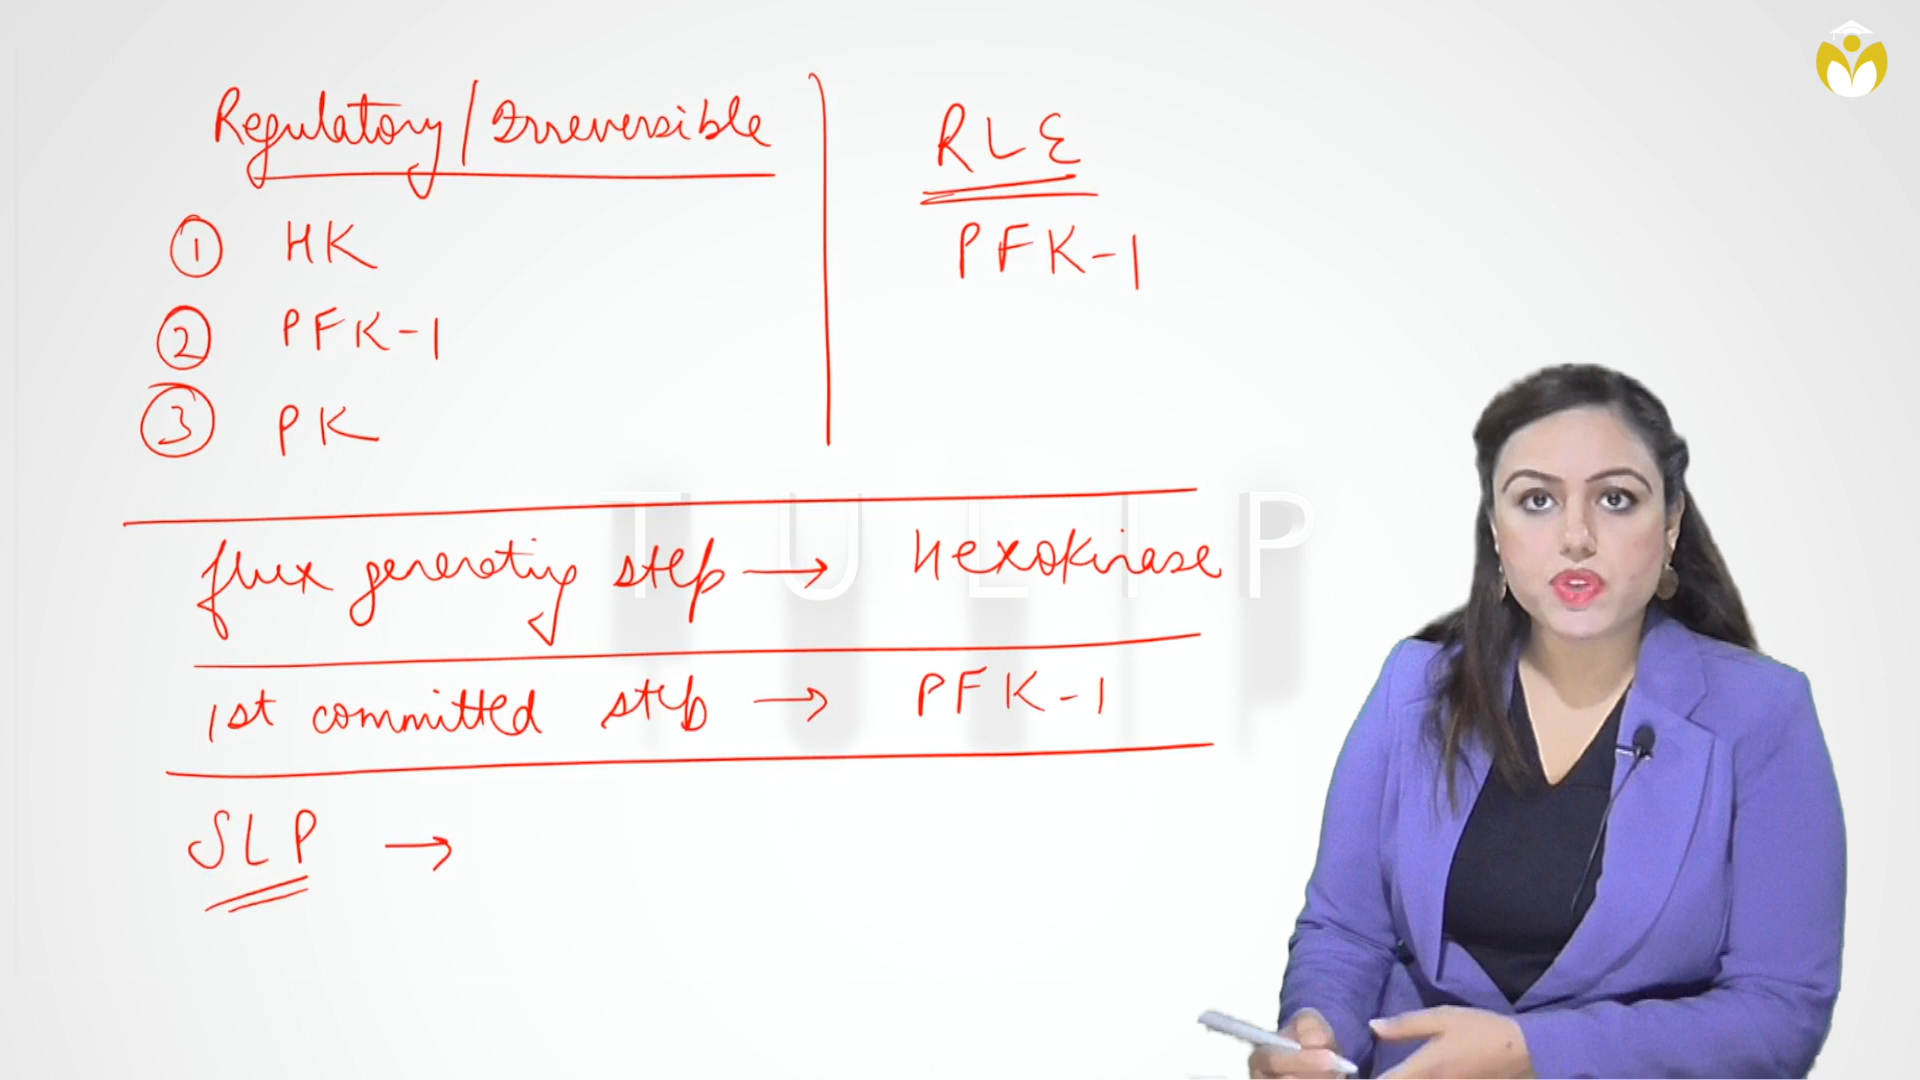 Regulatory / Irreversible
① HK
② PFK-1
③ PK
RLE
PFK-1
TULIP
flux generating step → Hexokinase
1st committed step → PFK-1
SLP →